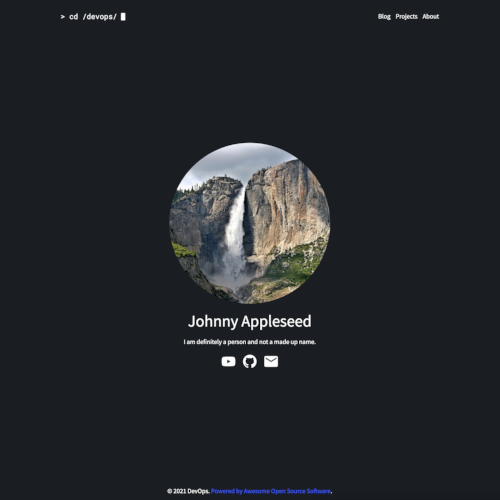 > cd /devops/
Blog Projects About
Johnny Appleseed
I am definitely a person and not a made up name.
© 2021 DevOps. Powered by Awesome Open Source Software.